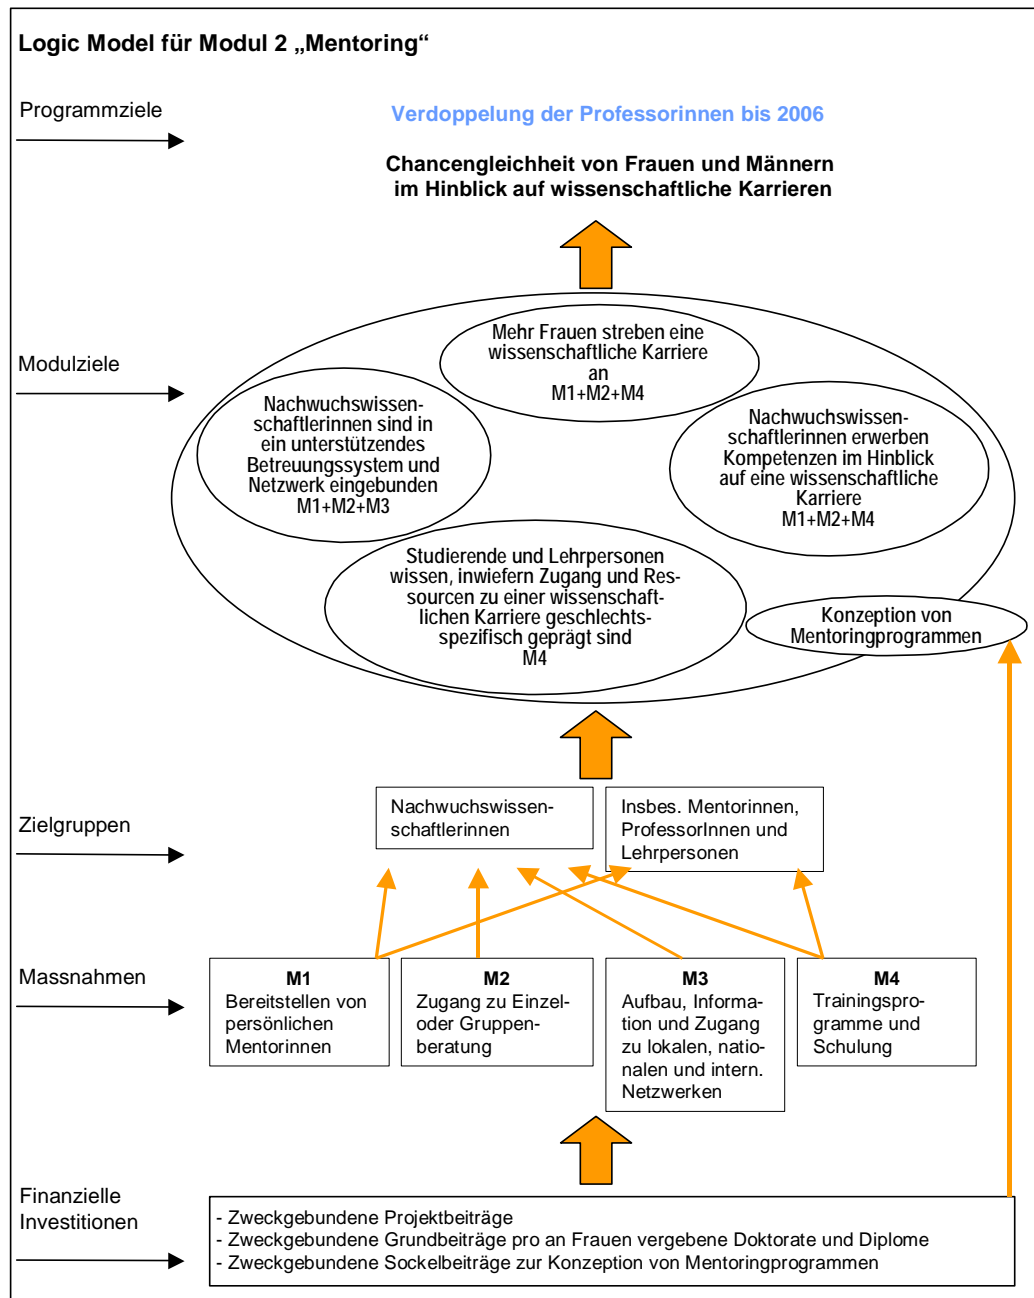 Logic Model für Modul 2 „Mentoring“
Programmziele
Verdoppelung der Professorinnen bis 2006
Chancengleichheit von Frauen und Männern
im Hinblick auf wissenschaftliche Karrieren
Modulziele
Mehr Frauen streben eine
wissenschaftliche Karriere
an
M1+M2+M4
Nachwuchswissen-
schaftlerinnen sind in
ein unterstützendes
Betreuungssystem und
Netzwerk eingebunden
M1+M2+M3
Nachwuchswissen-
schaftlerinnen erwerben
Kompetenzen im Hinblick
auf eine wissenschaftliche
Karriere
M1+M2+M4
Studierende und Lehrpersonen
wissen, inwiefern Zugang und Res-
sourcen zu einer wissenschaft-
lichen Karriere geschlechts-
spezifisch geprägt sind
M4
Konzeption von
Mentoringprogrammen
Zielgruppen
Nachwuchswissen-
schaftlerinnen
Insbes. Mentorinnen,
ProfessorInnen und
Lehrpersonen
Massnahmen
M1
Bereitstellen von
persönlichen
Mentorinnen
M2
Zugang zu Einzel-
oder Gruppen-
beratung
M3
Aufbau, Informa-
tion und Zugang
zu lokalen, natio-
nalen und intern.
Netzwerken
M4
Trainingspro-
gramme und
Schulung
Finanzielle
Investitionen
- Zweckgebundene Projektbeiträge
- Zweckgebundene Grundbeiträge pro an Frauen vergebene Doktorate und Diplome
- Zweckgebundene Sockelbeiträge zur Konzeption von Mentoringprogrammen